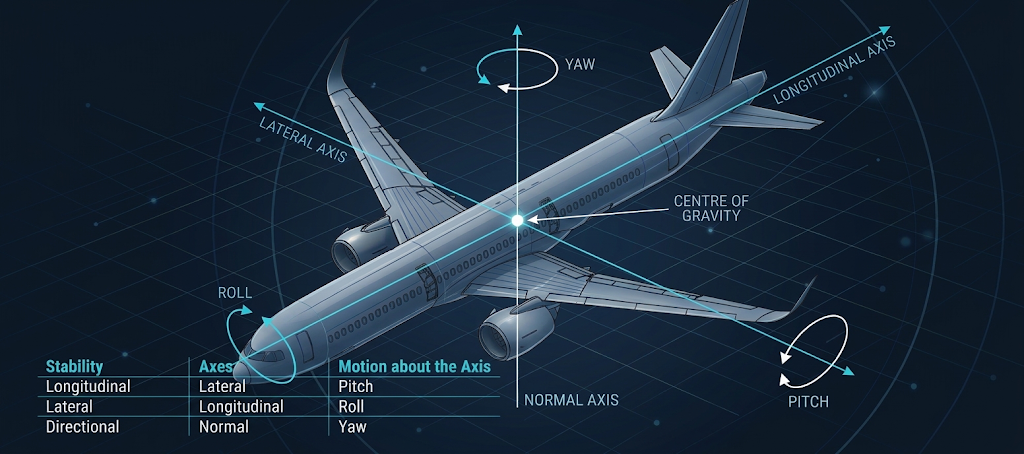 YAW
LONGITUDINAL AXIS
LATERAL AXIS
CENTRE OF
GRAVITY
ROLL
Stability Axes Motion about the Axis
Longitudinal Lateral Pitch
Lateral Longitudinal Roll
Directional Normal Yaw
NORMAL AXIS
PITCH